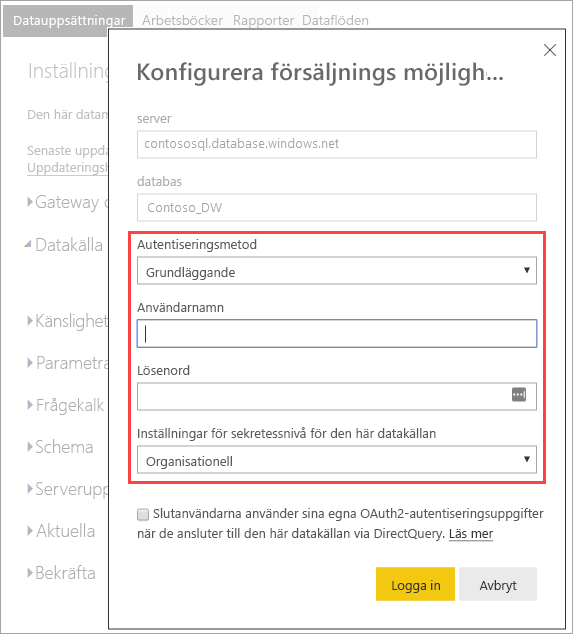 Datauppsättningar Arbetsböcker Rapporter Dataflöden
Inställning
Den här datam
Senaste uppda
Uppdateringsh
Gateway o
Datakälla
Känslighet
Parametra
Frågekalk
Schema
Serverupp
Aktuella
Bekräfta
Konfigurera försäljnings möjligh...
server
contososql.database.windows.net
databas
Contoso_DW
Autentiseringsmetod
Grundläggande
Användarnamn
Lösenord
Inställningar för sekretessnivå för den här datakällan
Organisationell
Slutanvändarna använder sina egna OAuth2-autentiseringsuppgifter
när de ansluter till den här datakällan via DirectQuery. Läs mer
Logga in Avbryt